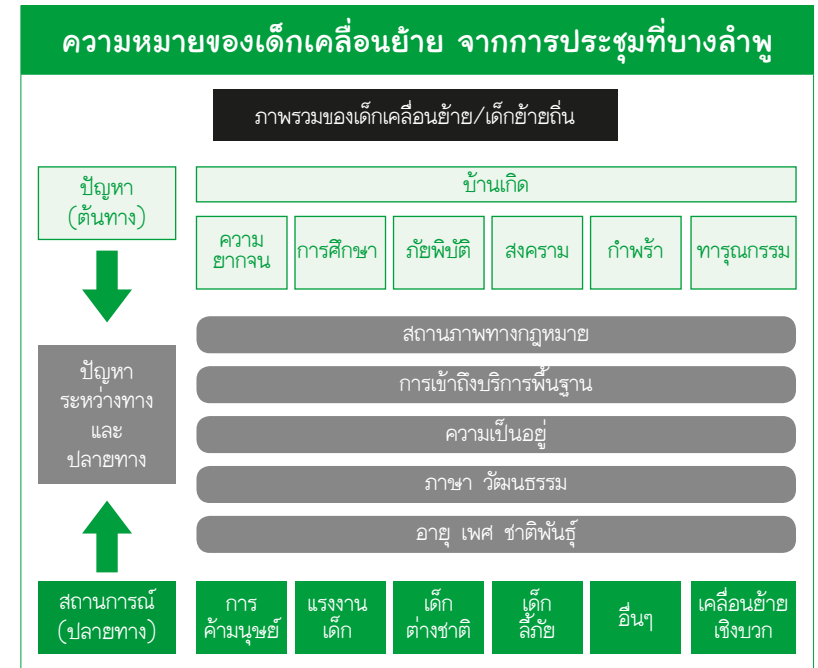 ความหมายของเด็กเคลื่อนย้าย จากการประชุมที่บางลำพู
ภาพรวมของเด็กเคลื่อนย้าย/เด็กย้ายถิ่น
ปัญหา
(ต้นทาง)
บ้านเกิด
ความ
ยากจน
การศึกษา
ภัยพิบัติ
สงคราม
กำพร้า
ทารุณกรรม
ปัญหา
ระหว่างทาง
และ
ปลายทาง
สถานภาพทางกฎหมาย
การเข้าถึงบริการพื้นฐาน
ความเป็นอยู่
ภาษา วัฒนธรรม
อายุ เพศ ชาติพันธุ์
สถานการณ์
(ปลายทาง)
การ
ค้ามนุษย์
แรงงาน
เด็ก
เด็ก
ต่างชาติ
เด็ก
ลี้ภัย
อื่นๆ
เคลื่อนย้าย
เชิงบวก